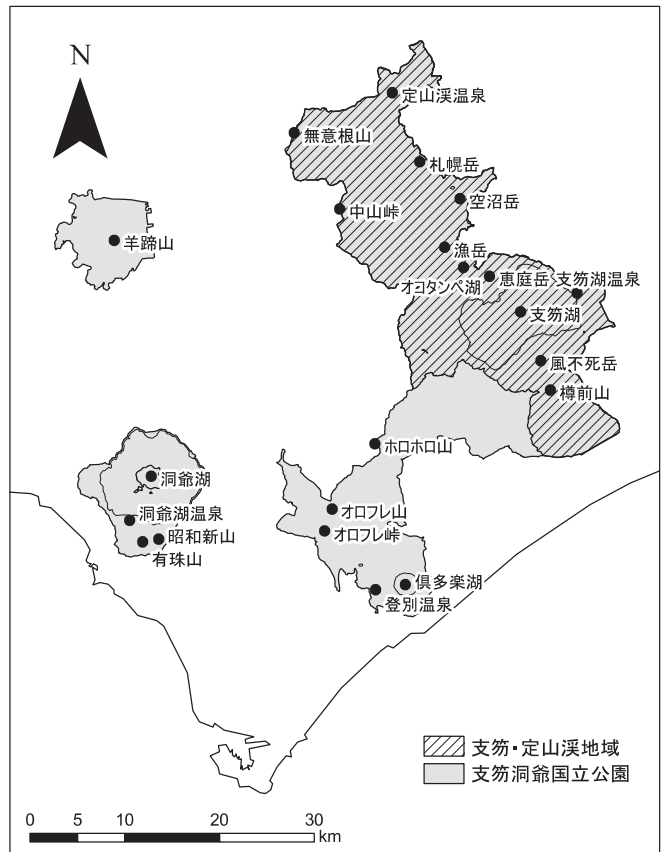 N
定山渓温泉
無意根山
札幌岳
空沼岳
中山峠
羊蹄山
漁岳
オコタンペ湖
恵庭岳
支笏湖温泉
支笏湖
風不死岳
樽前山
ホロホロ山
洞爺湖
オロフレ山
洞爺湖温泉
昭和新山
オロフレ峠
有珠山
倶多楽湖
登別温泉
支笏・定山渓地域
支笏洞爺国立公園
0 5 10 20 30
km